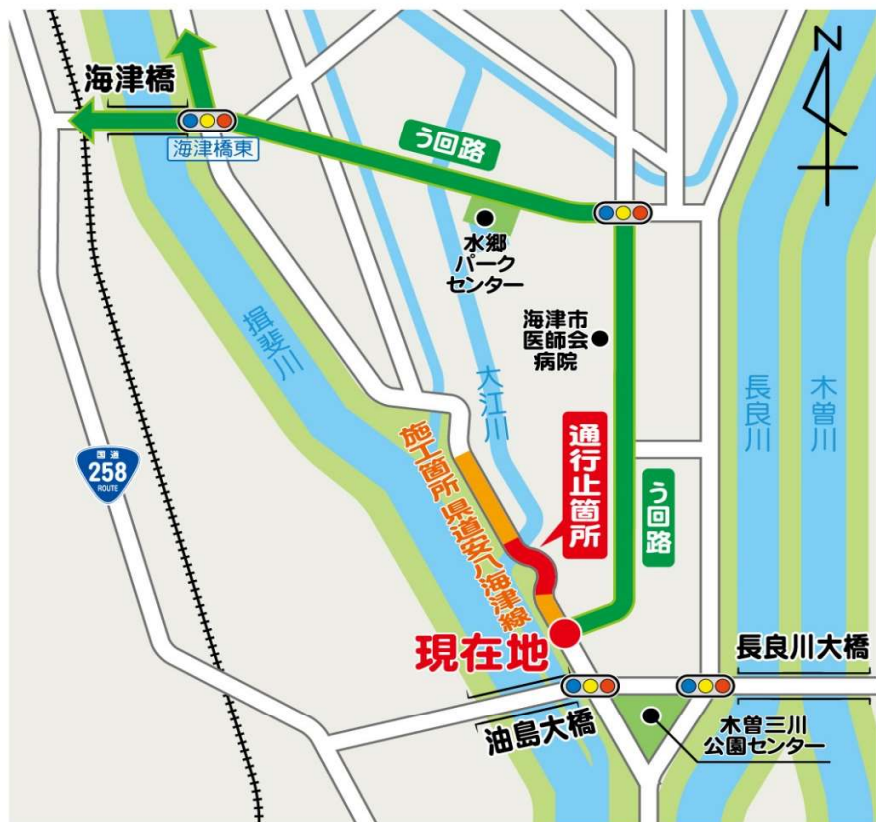 N
海津橋
海津橋東
う回路
水郷
パーク
センター
海津市
医師会
病院
揖斐川
大江川
長良川
木曽川
国道
258
ROUTE
施工箇所 県道安八海津線
通行止箇所
う回路
現在地
油島大橋
長良川大橋
木曽三川
公園センター